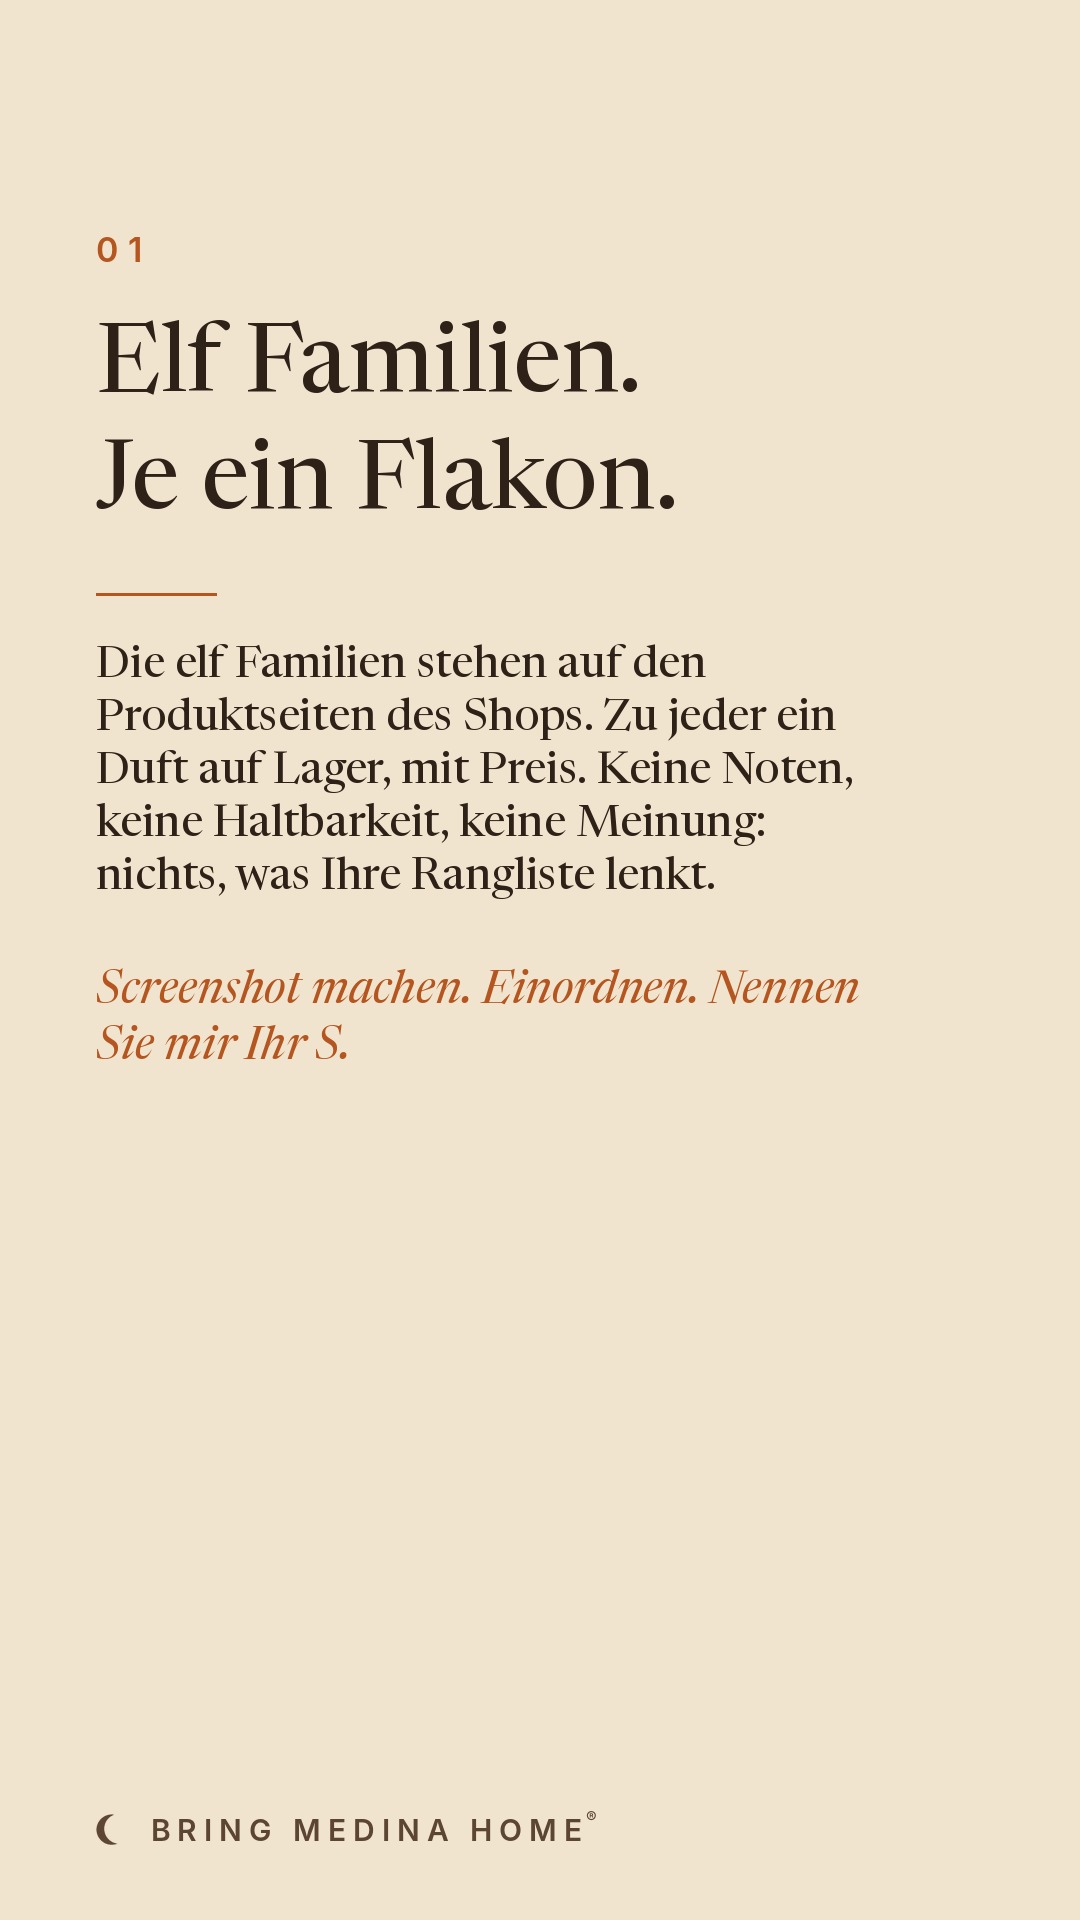 01
Elf Familien.
Je ein Flakon.
Die elf Familien stehen auf den
Produktseiten des Shops. Zu jeder ein
Duft auf Lager, mit Preis. Keine Noten,
keine Haltbarkeit, keine Meinung:
nichts, was Ihre Rangliste lenkt.
Screenshot machen. Einordnen. Nennen
Sie mir Ihr S.
BRING MEDINA HOME®